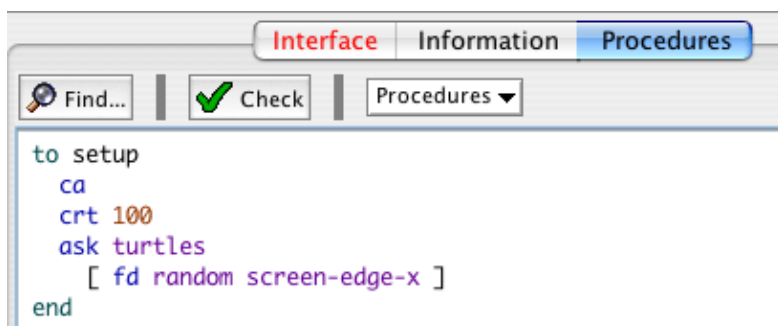 Interface Information Procedures
Find... Check Procedures
to setup
ca
crt 100
ask turtles
[ fd random screen-edge-x ]
end